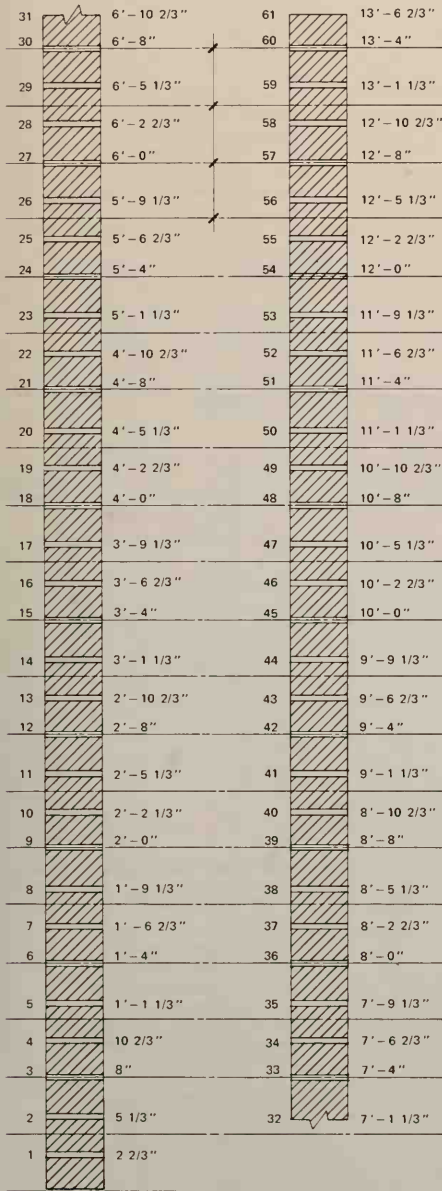 31 6'-10 2/3"
30 6'-8"
29 6'-5 1/3"
28 6'-2 2/3"
27 6'-0"
26 5'-9 1/3"
25 5'-6 2/3"
24 5'-4"
23 5'-1 1/3"
22 4'-10 2/3"
21 4'-8"
20 4'-5 1/3"
19 4'-2 2/3"
18 4'-0"
17 3'-9 1/3"
16 3'-6 2/3"
15 3'-4"
14 3'-1 1/3"
13 2'-10 2/3"
12 2'-8"
11 2'-5 1/3"
10 2'-2 1/3"
9 2'-0"
8 1'-9 1/3"
7 1'-6 2/3"
6 1'-4"
5 1'-1 1/3"
4 10 2/3"
3 8"
2 5 1/3"
1 2 2/3"
61 13'-6 2/3"
60 13'-4"
59 13'-1 1/3"
58 12'-10 2/3"
57 12'-8"
56 12'-5 1/3"
55 12'-2 2/3"
54 12'-0"
53 11'-9 1/3"
52 11'-6 2/3"
51 11'-4"
50 11'-1 1/3"
49 10'-10 2/3"
48 10'-8"
47 10'-5 1/3"
46 10'-2 2/3"
45 10'-0"
44 9'-9 1/3"
43 9'-6 2/3"
42 9'-4"
41 9'-1 1/3"
40 8'-10 2/3"
39 8'-8"
38 8'-5 1/3"
37 8'-2 2/3"
36 8'-0"
35 7'-9 1/3"
34 7'-6 2/3"
33 7'-4"
32 7'-1 1/3"